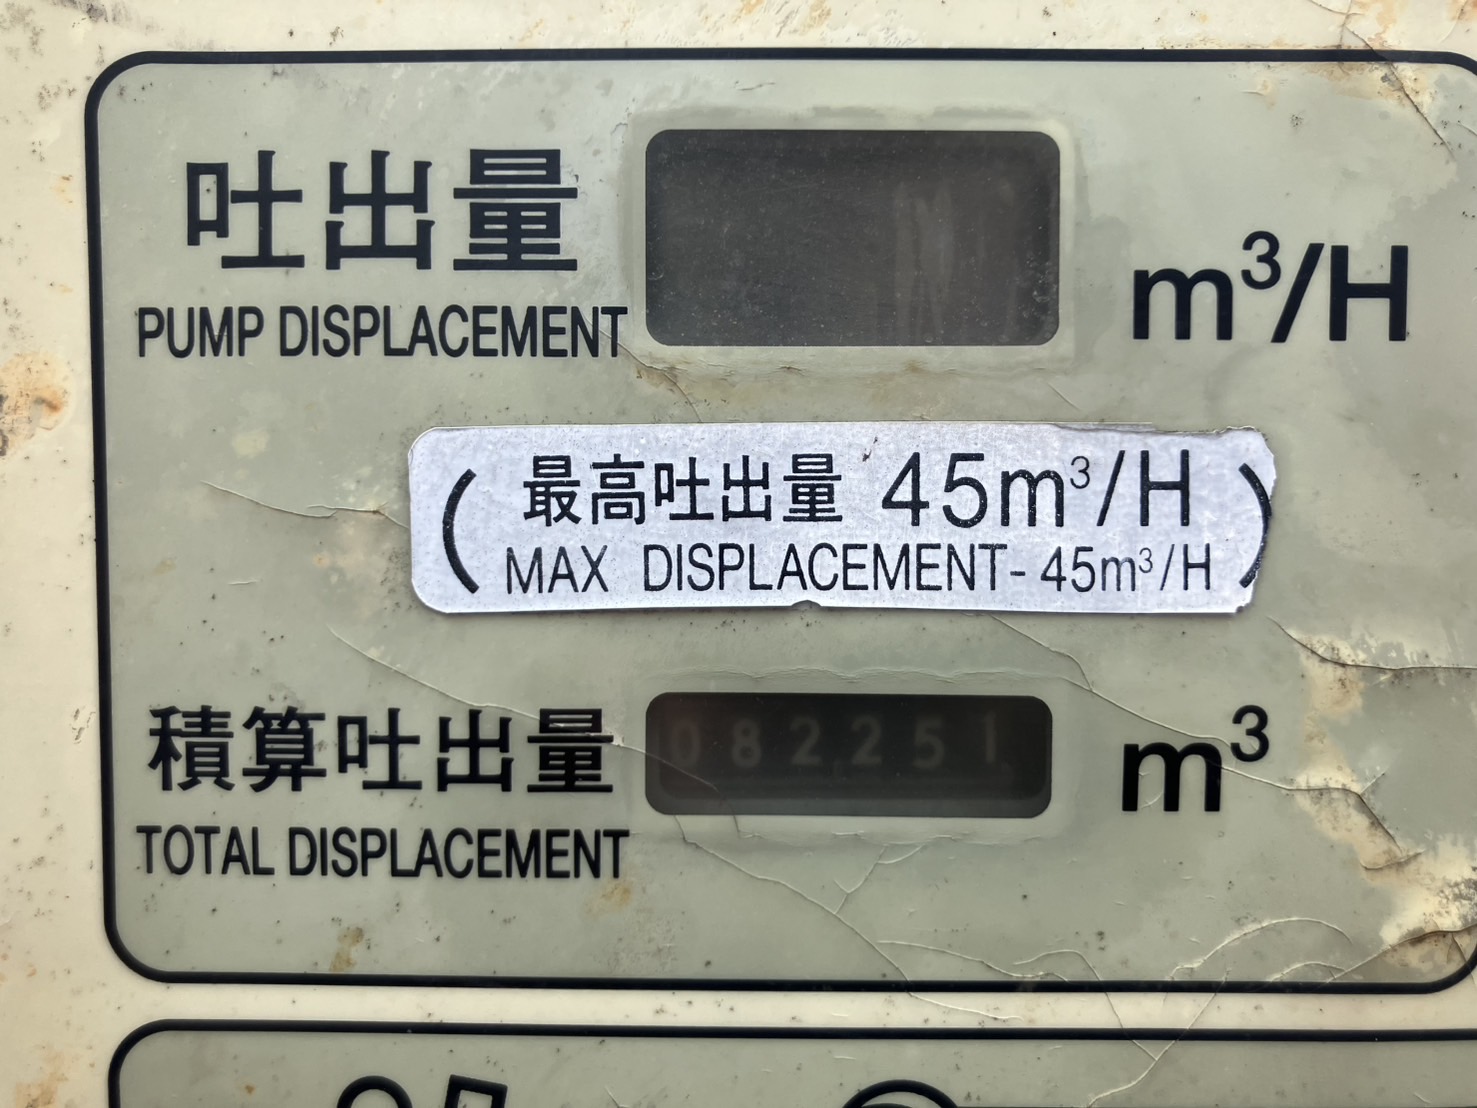 吐出量
PUMP DISPLACEMENT
m³/H
(最高吐出量 45m³/H)
MAX DISPLACEMENT- 45m³/H
積算吐出量
082251
m³
TOTAL DISPLACEMENT